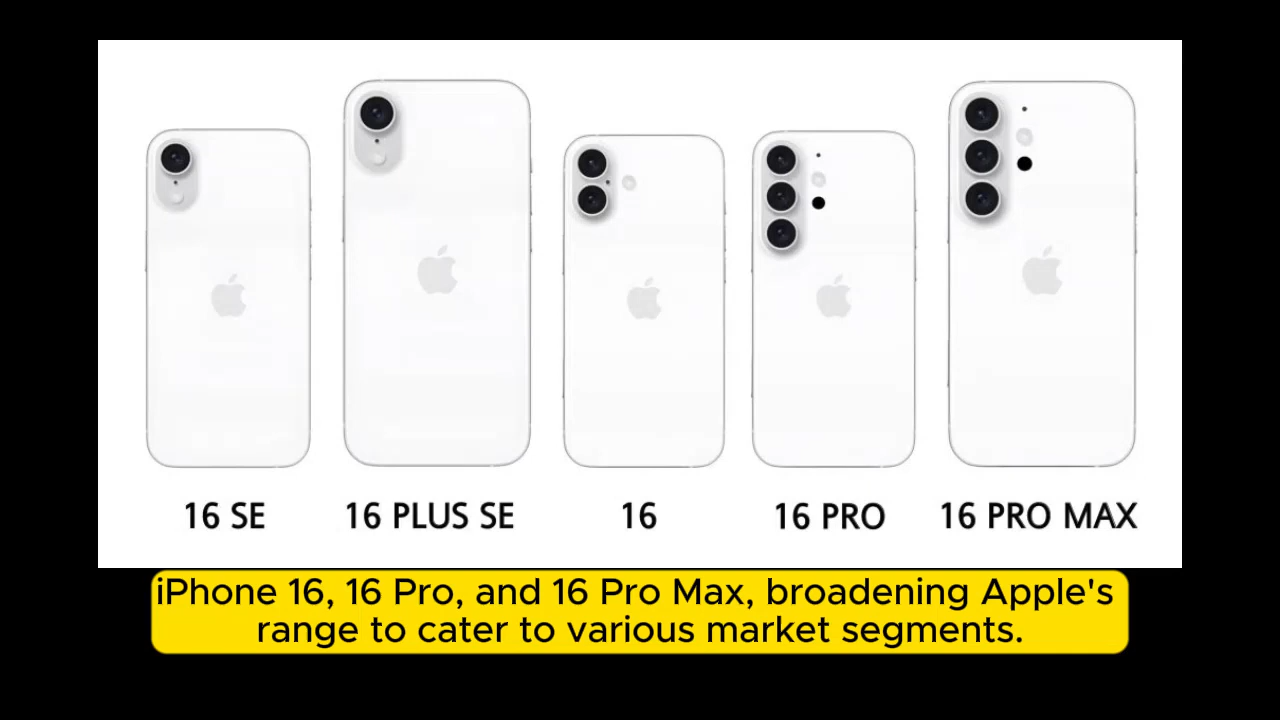 16 SE
16 PLUS SE
16
16 PRO
16 PRO MAX
iPhone 16, 16 Pro, and 16 Pro Max, broadening Apple's
range to cater to various market segments.